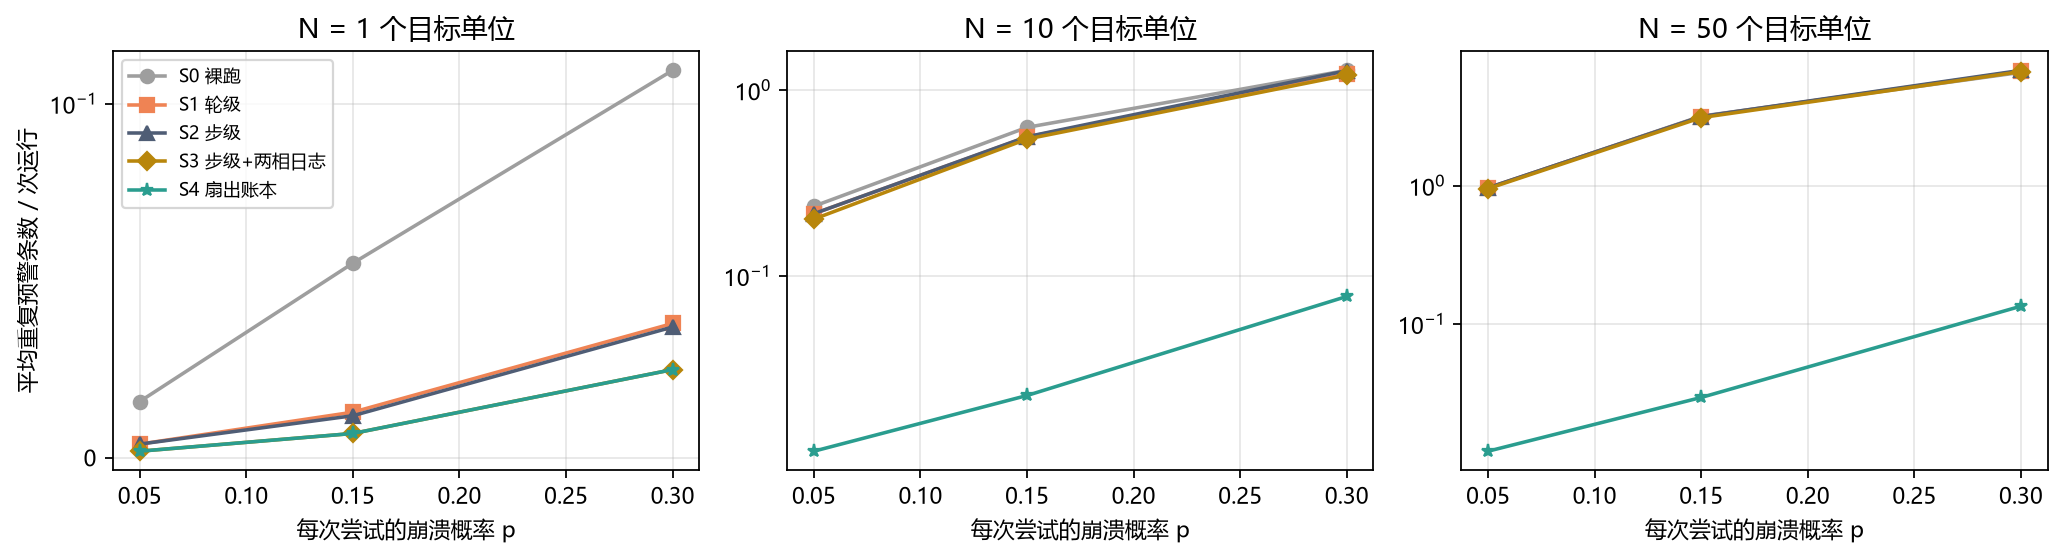 N = 1 个目标单位
10⁻¹
0
平均重复预警条数 / 次运行
S0 裸跑
S1 轮级
S2 步级
S3 步级+两相日志
S4 扇出账本
0.05 0.10 0.15 0.20 0.25 0.30
每次尝试的崩溃概率 p
N = 10 个目标单位
10⁰
10⁻¹
0.05 0.10 0.15 0.20 0.25 0.30
每次尝试的崩溃概率 p
N = 50 个目标单位
10⁰
10⁻¹
0.05 0.10 0.15 0.20 0.25 0.30
每次尝试的崩溃概率 p